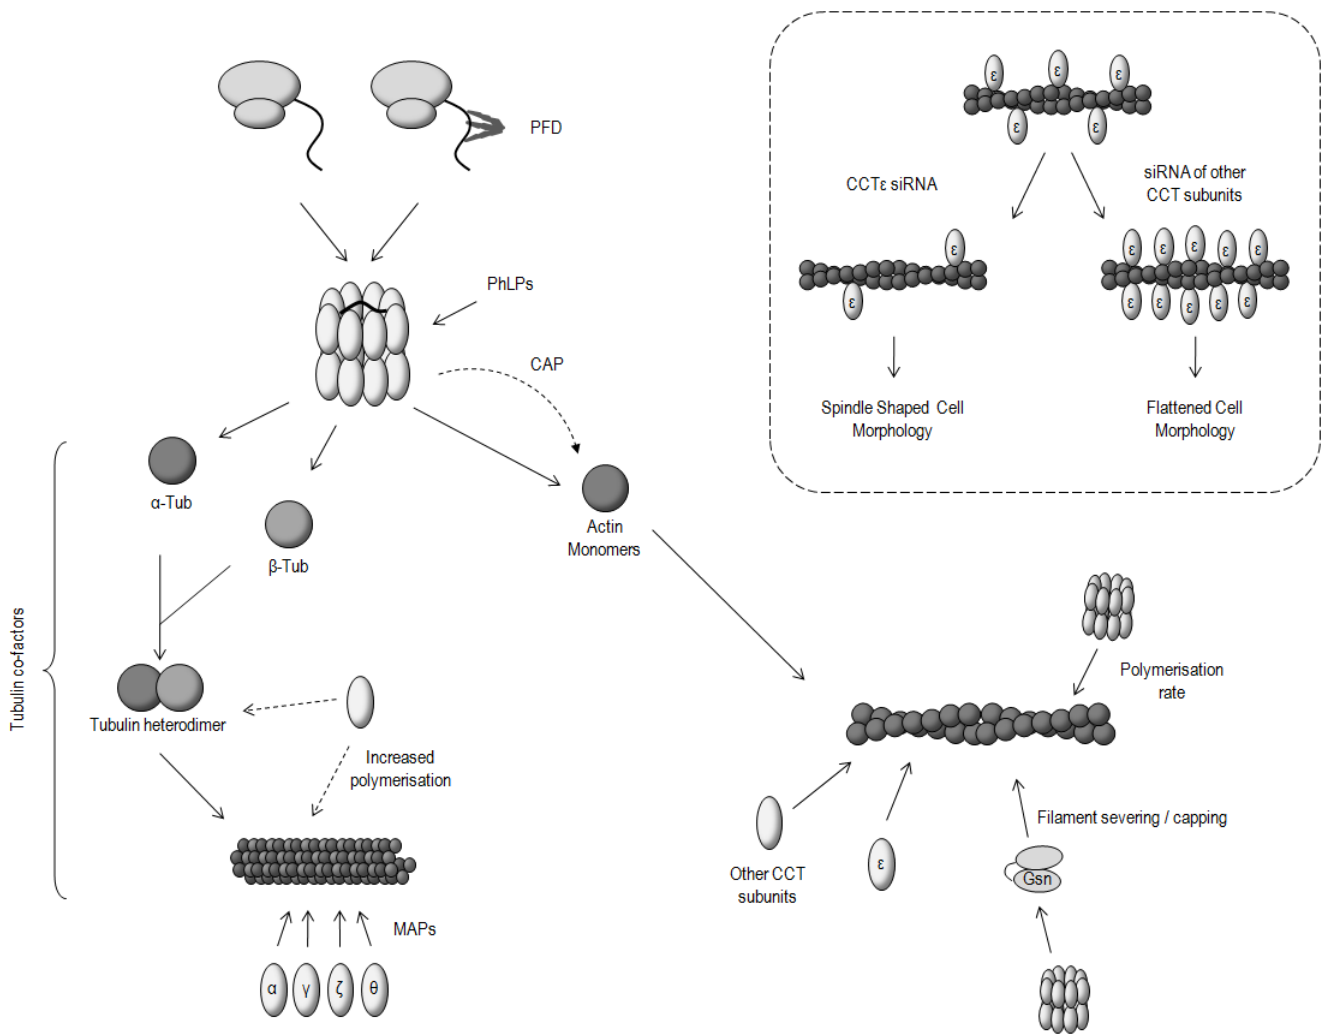 PFD
PhLPs
CAP
α-Tub
β-Tub
Actin
Monomers
Tubulin co-factors
Tubulin heterodimer
Increased
polymerisation
MAPs
α
γ
ζ
θ
ε
ε
ε
ε
ε
CCTε siRNA
siRNA of other
CCT subunits
ε
ε
ε
ε
ε
ε
ε
ε
ε
ε
ε
ε
Spindle Shaped Cell
Morphology
Flattened Cell
Morphology
Polymerisation
rate
Other CCT
subunits
ε
Filament severing / capping
Gsn